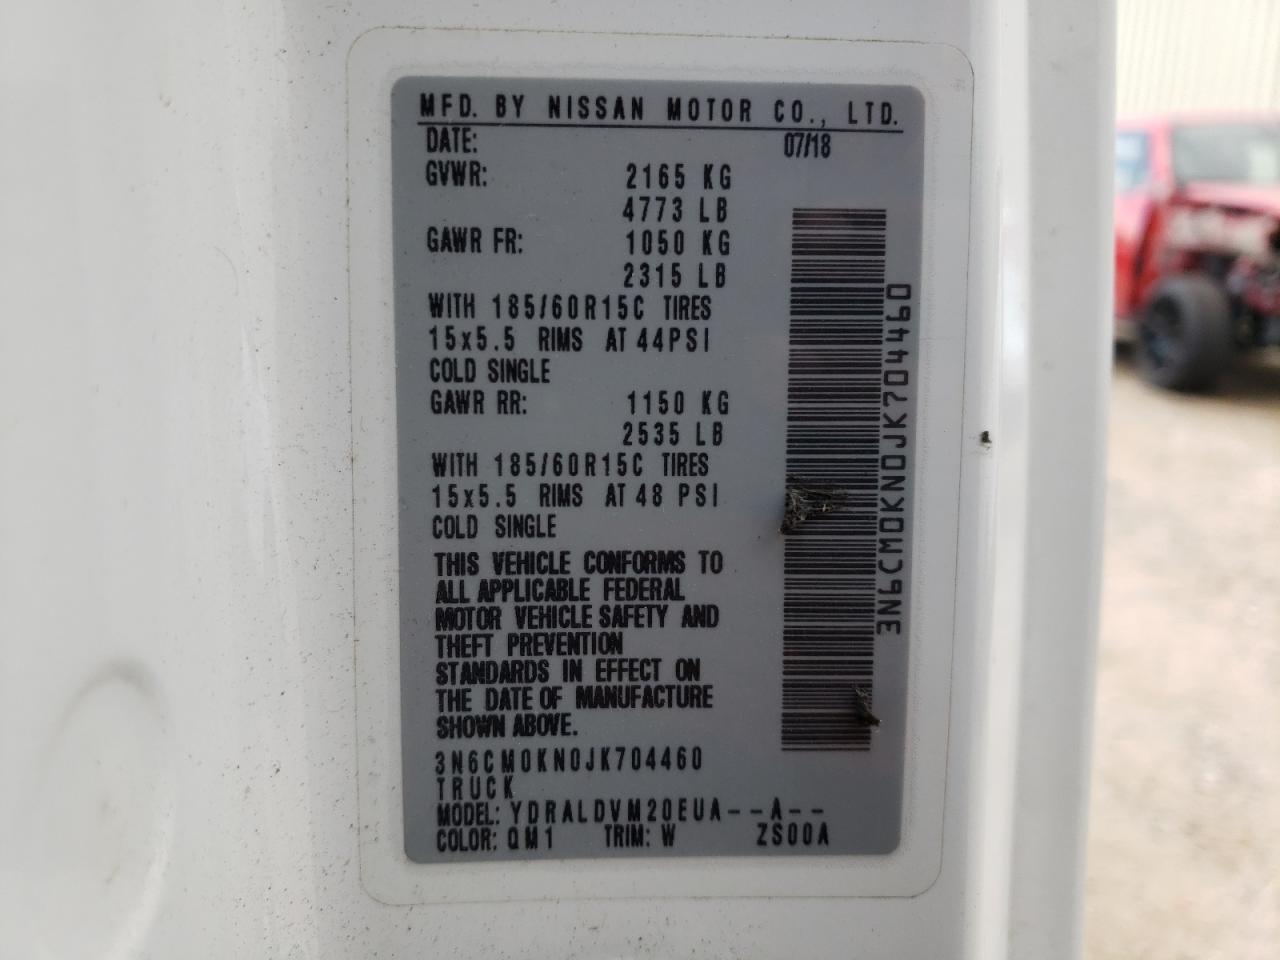 MFD. BY NISSAN MOTOR CO., LTD.
DATE: 07/18
GVWR: 2165 KG
4773 LB
GAWR FR: 1050 KG
2315 LB
WITH 185/60R15C TIRES
15x5.5 RIMS AT 44PSI
COLD SINGLE
GAWR RR: 1150 KG
2535 LB
WITH 185/60R15C TIRES
15x5.5 RIMS AT 48 PSI
COLD SINGLE
THIS VEHICLE CONFORMS TO
ALL APPLICABLE FEDERAL
MOTOR VEHICLE SAFETY AND
THEFT PREVENTION
STANDARDS IN EFFECT ON
THE DATE OF MANUFACTURE
SHOWN ABOVE.
3N6CM0KN0JK704460
TRUCK
MODEL: YDRALDVM20EUA--A--
COLOR: QM1 TRIM: W ZS00A
3N6CM0KN0JK704460